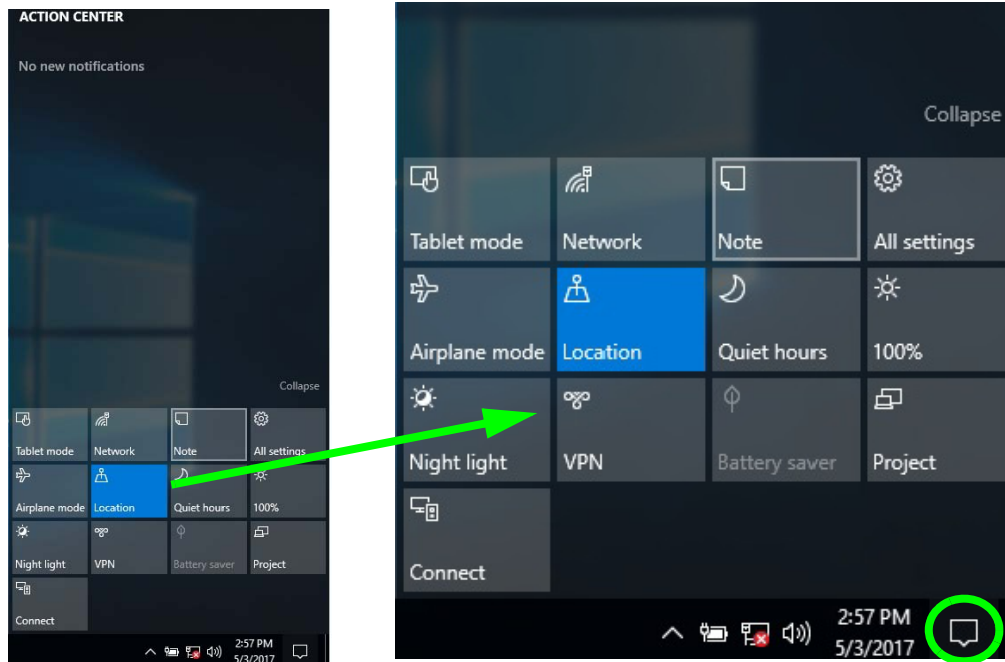 ACTION CENTER
No new notifications
Collapse
Tablet mode Network Note All settings
Airplane mode Location Quiet hours 100%
Night light VPN Battery saver Project
Connect
2:57 PM
5/3/2017
Collapse
Tablet mode Network Note All settings
Airplane mode Location Quiet hours 100%
Night light VPN Battery saver Project
Connect
2:57 PM
5/3/2017